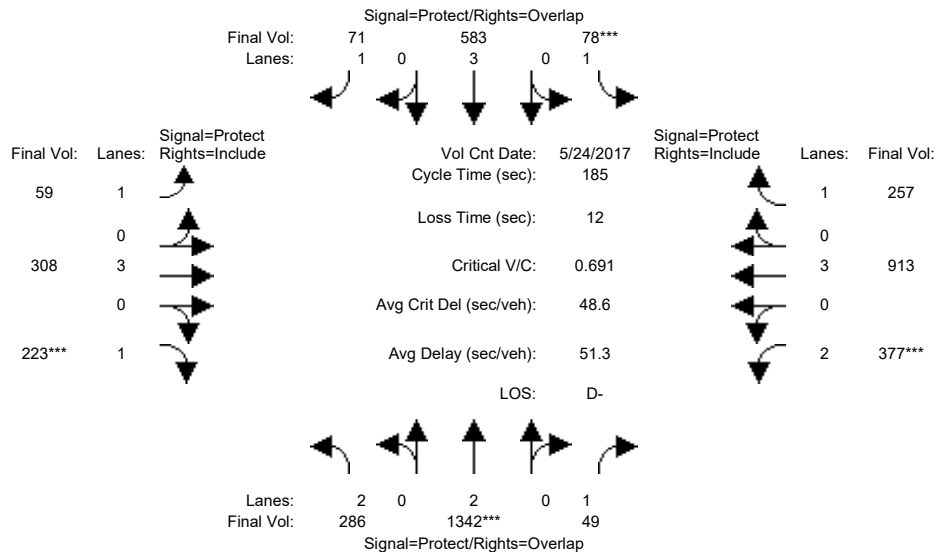 Signal=Protect/Rights=Overlap
Final Vol: 71 583 78***
Lanes: 1 0 3 0 1
Signal=Protect
Final Vol: Lanes: Rights=Include
Vol Cnt Date: 5/24/2017
Signal=Protect
Rights=Include Lanes: Final Vol:
Cycle Time (sec): 185
59 1
1 257
Loss Time (sec): 12
0
0
308 3
Critical V/C: 0.691
3 913
0
Avg Crit Del (sec/veh): 48.6
0
223*** 1
Avg Delay (sec/veh): 51.3
2 377***
LOS: D-
Lanes: 2 0 2 0 1
Final Vol: 286 1342*** 49
Signal=Protect/Rights=Overlap